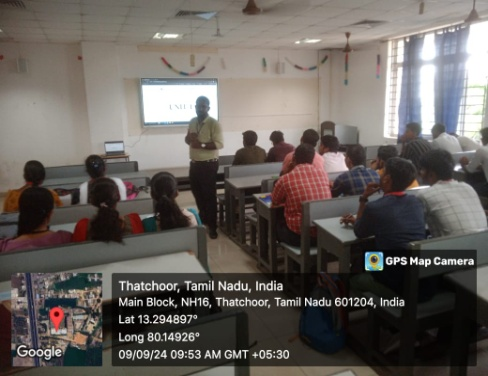 UNIT I
GPS Map Camera
Thatchoor, Tamil Nadu, India
Main Block, NH16, Thatchoor, Tamil Nadu 601204, India
Lat 13.294897°
Long 80.14926°
09/09/24 09:53 AM GMT +05:30
Google